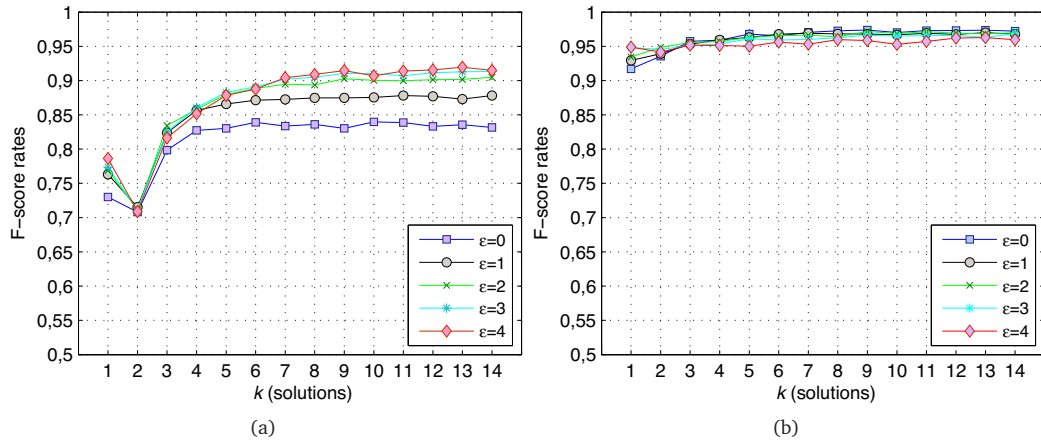 1
0,95
0,9
0,85
0,8
0,75
0,7
0,65
0,6
0,55
0,5
F−score rates
1 2 3 4 5 6 7 8 9 10 11 12 13 14
k (solutions)
ε=0
ε=1
ε=2
ε=3
ε=4
(a)
1
0,95
0,9
0,85
0,8
0,75
0,7
0,65
0,6
0,55
0,5
F−score rates
1 2 3 4 5 6 7 8 9 10 11 12 13 14
k (solutions)
ε=0
ε=1
ε=2
ε=3
ε=4
(b)